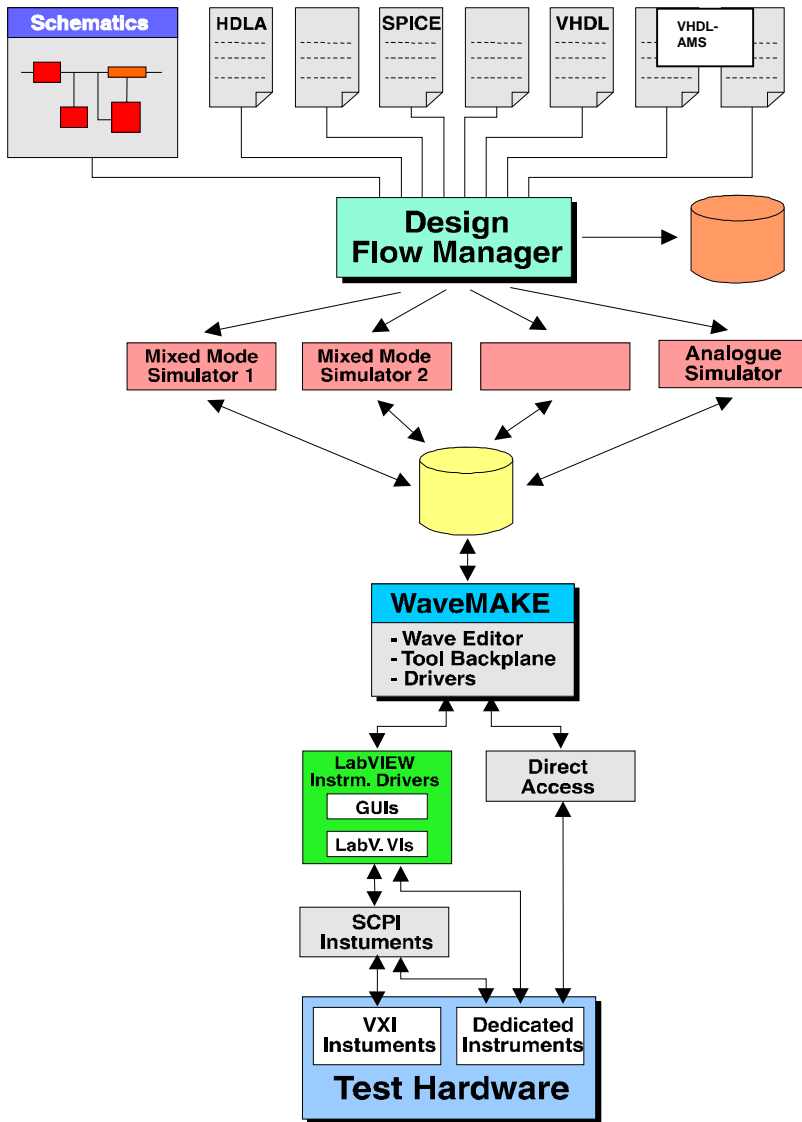 Schematics
HDLA
SPICE
VHDL
VHDL-
AMS
Design
Flow Manager
Mixed Mode
Simulator 1
Mixed Mode
Simulator 2
Analogue
Simulator
WaveMAKE
- Wave Editor
- Tool Backplane
- Drivers
LabVIEW
Instrm. Drivers
GUIs
LabV. VIs
Direct
Access
SCPI
Instuments
VXI
Instuments
Dedicated
Instruments
Test Hardware